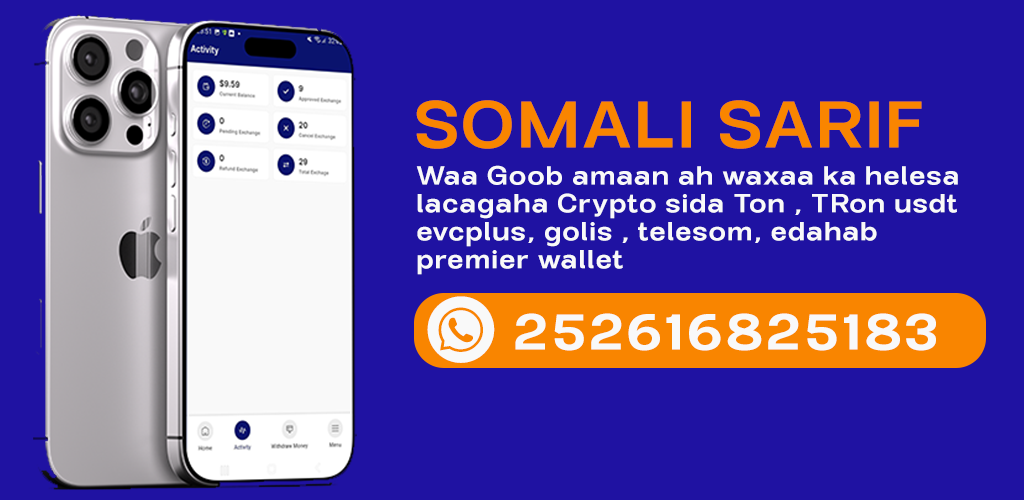 Activity
$9.59
Current Balance
9
Approved Exchange
0
Pending Exchange
20
Cancel Exchange
0
Refund Exchange
29
Total Exchage
Home
Activity
Withdraw Money
Menu
SOMALI SARIF
Waa Goob amaan ah waxaa ka helesa
lacagaha Crypto sida Ton , TRon usdt
evcplus, golis , telesom, edahab
premier wallet
252616825183